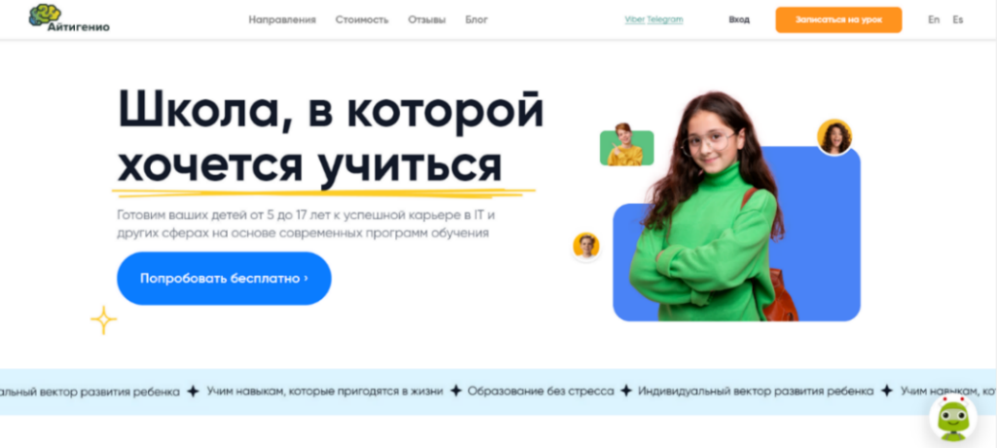 Айтигенио
Направления Стоимость Отзывы Блог
Viber Telegram
Вход
Записаться на урок
En Es
Школа, в которой
хочется учиться
Готовим ваших детей от 5 до 17 лет к успешной карьере в IT и
других сферах на основе современных программ обучения
Попробовать бесплатно ›
альный вектор развития ребенка ✦ Учим навыкам, которые пригодятся в жизни ✦ Образование без стресса ✦ Индивидуальный вектор развития ребенка ✦ Учим навыкам, ко